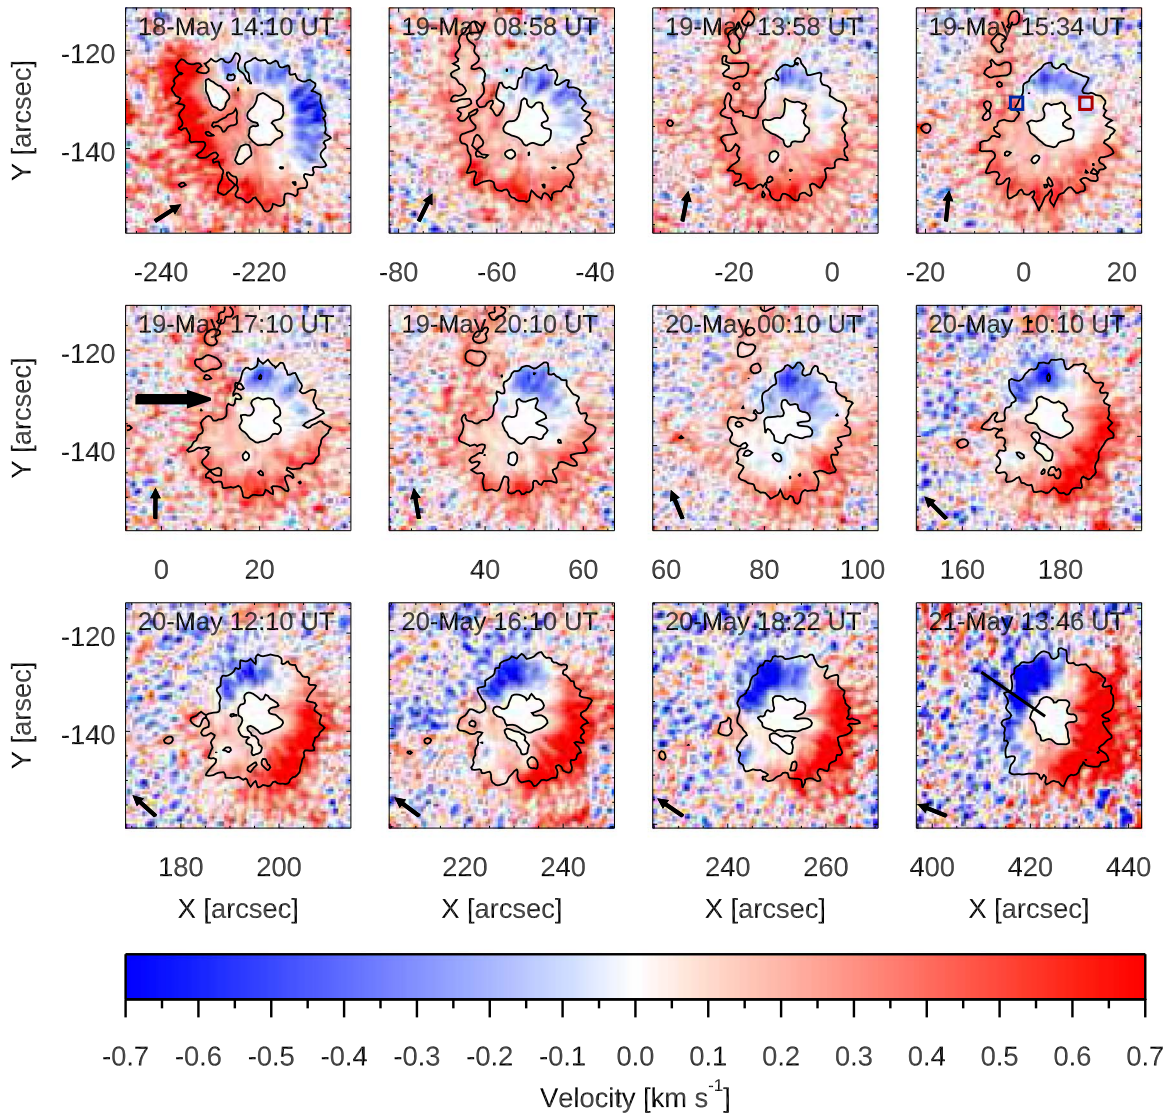 18-May 14:10 UT 19-May 08:58 UT 19-May 13:58 UT 19-May 15:34 UT
-120
-140
Y [arcsec]
-240 -220 -80 -60 -40 -20 0 -20 0 20
19-May 17:10 UT 19-May 20:10 UT 20-May 00:10 UT 20-May 10:10 UT
-120
-140
Y [arcsec]
0 20 40 60 60 80 100 160 180
20-May 12:10 UT 20-May 16:10 UT 20-May 18:22 UT 21-May 13:46 UT
-120
-140
Y [arsec]
180 200 220 240 240 260 400 420 440
X [arcsec] X [arcsec] X [arcsec] X [arcsec]
-0.7 -0.6 -0.5 -0.4 -0.3 -0.2 -0.1 0.0 0.1 0.2 0.3 0.4 0.5 0.6 0.7
Velocity [km s-1]